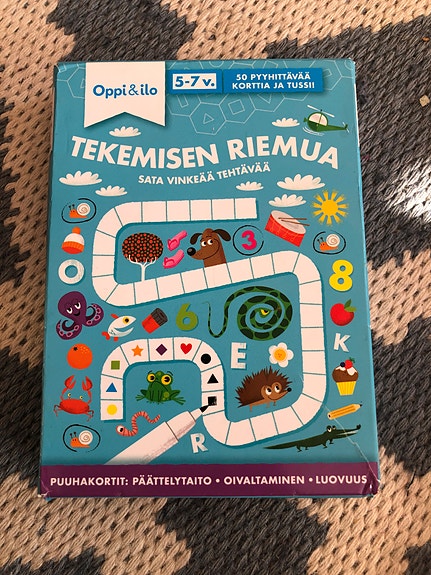 Oppi&ilo
5-7 v.
50 PYYHITTÄVÄÄ
KORTTIA JA TUSSI!
TEKEMISEN RIEMUA
SATA VINKEÄÄ TEHTÄVÄÄ
3
O
8
6
E
K
R
PUUHAKORTIT: PÄÄTTELYTAITO • OIVALTAMINEN • LUOVUUS